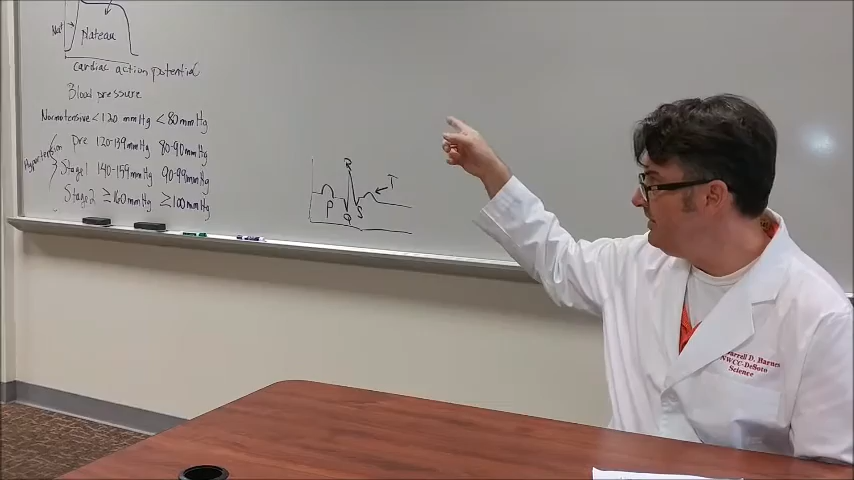 Na+
Plateau
cardiac action potential
Blood pressure
Normotensive <120 mmHg <80 mmHg
Hypertension
Pre 120-139 mmHg 80-90 mmHg
Stage 1 140-159 mmHg 90-99 mmHg
Stage 2 ≥160 mmHg ≥100 mmHg
R
T
P
Q
S
Darrell D. Barnes
NWCC-DeSoto
Science